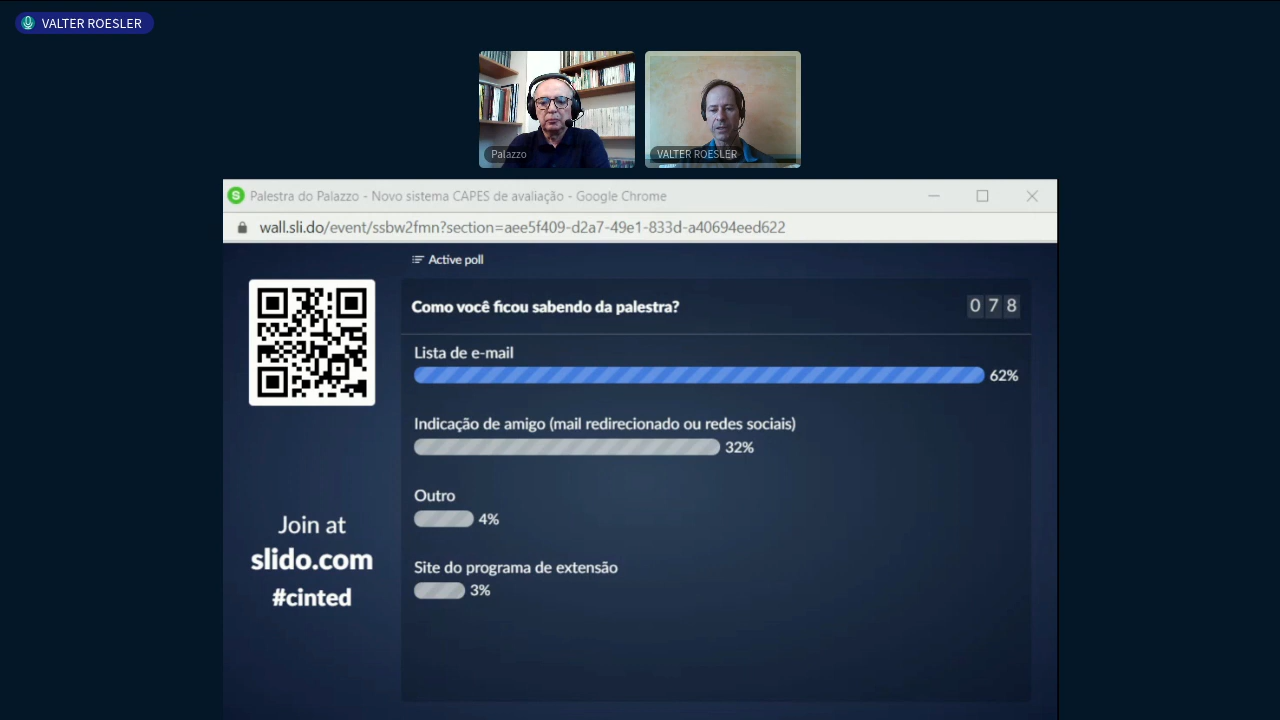 VALTER ROESLER
Palazzo
VALTER ROESLER
Palestra do Palazzo - Novo sistema CAPES de avaliação - Google Chrome
wall.sli.do/event/ssbw2fmn?section=aee5f409-d2a7-49e1-833d-a40694eed622
Active poll
Como você ficou sabendo da palestra?
078
Lista de e-mail
62%
Indicação de amigo (mail redirecionado ou redes sociais)
32%
Outro
4%
Site do programa de extensão
3%
Join at
slido.com
#cinted